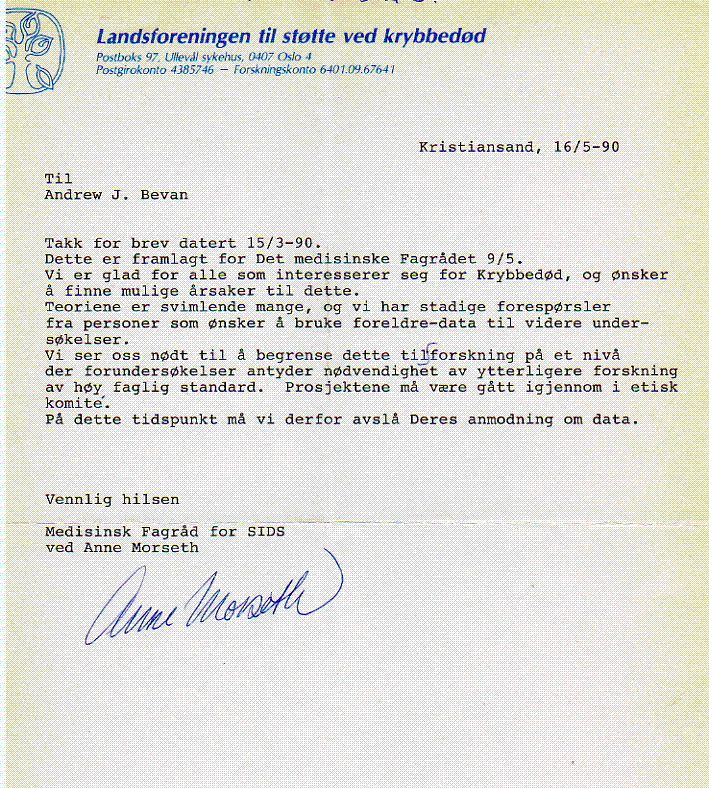 Landsforeningen til støtte ved krybbedød
Postboks 97, Ullevål sykehus, 0407 Oslo 4
Postgirokonto 4385746 — Forskningskonto 6401.09.67641
Kristiansand, 16/5-90
Til
Andrew J. Bevan
Takk for brev datert 15/3-90.
Dette er framlagt for Det medisinske Fagrådet 9/5.
Vi er glad for alle som interesserer seg for Krybbedød, og ønsker
å finne mulige årsaker til dette.
Teoriene er svimlende mange, og vi har stadige forespørsler
fra personer som ønsker å bruke foreldre-data til videre under-
søkelser.
Vi ser oss nødt til å begrense dette til forskning på et nivå
der forundersøkelser antyder nødvendighet av ytterligere forskning
av høy faglig standard.  Prosjektene må være gått igjennom i etisk
komité.
På dette tidspunkt må vi derfor avslå Deres anmodning om data.
Vennlig hilsen
Medisinsk Fagråd for SIDS
ved Anne Morseth
Anne Morseth